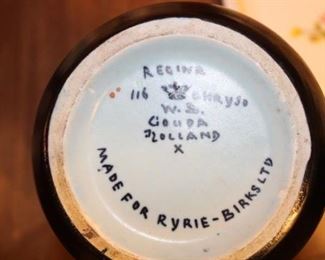 REGINA
116 CHRYSO
W.B.
GOUDA
HOLLAND
X
MADE FOR RYRIE-BIRKS LTD